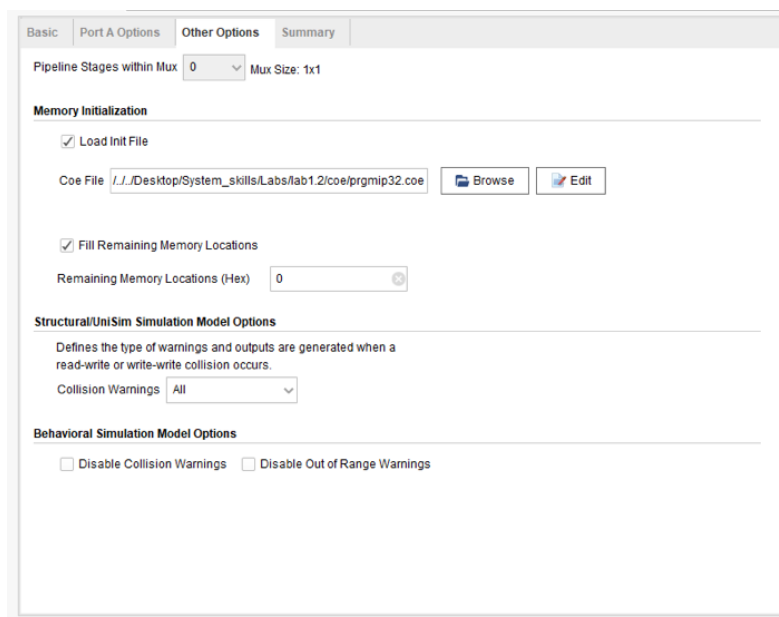 Basic Port A Options Other Options Summary
Pipeline Stages within Mux 0 Mux Size: 1x1
Memory Initialization
Load Init File
Coe File /../../Desktop/System_skills/Labs/lab1.2/coe/prgmip32.coe Browse Edit
Fill Remaining Memory Locations
Remaining Memory Locations (Hex) 0
Structural/UniSim Simulation Model Options
Defines the type of warnings and outputs are generated when a
read-write or write-write collision occurs.
Collision Warnings All
Behavioral Simulation Model Options
Disable Collision Warnings Disable Out of Range Warnings